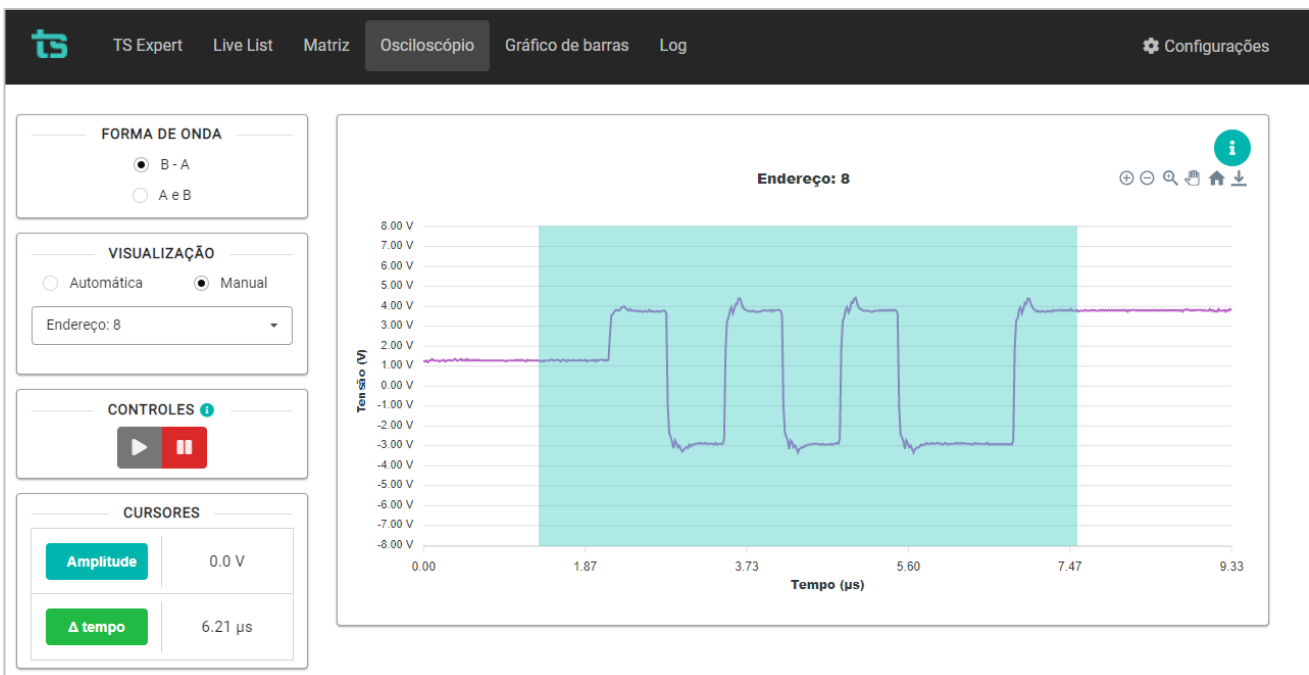 ts TS Expert Live List Matriz Osciloscópio Gráfico de barras Log Configurações
FORMA DE ONDA
B - A
A e B
VISUALIZAÇÃO
Automática Manual
Endereço: 8
CONTROLES i
CURSORES
Amplitude 0.0 V
Δ tempo 6.21 µs
i
Endereço: 8
8.00 V
7.00 V
6.00 V
5.00 V
4.00 V
3.00 V
2.00 V
1.00 V
0.00 V
-1.00 V
-2.00 V
-3.00 V
-4.00 V
-5.00 V
-6.00 V
-7.00 V
-8.00 V
Tensão (V)
0.00 1.87 3.73 5.60 7.47 9.33
Tempo (µs)